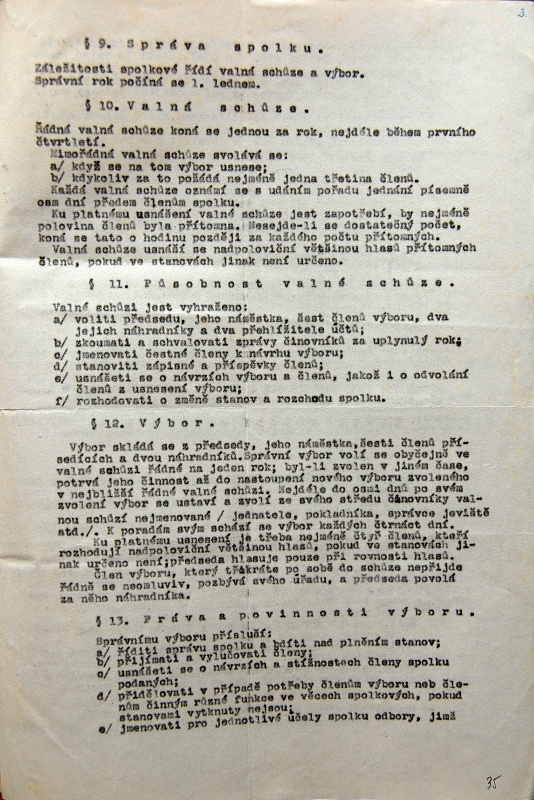 3.
§ 9. Správa spolku.
Záležitosti spolkové řídí valná schůze a výbor.
Správní rok počíná se 1. lednem.
§ 10. Valná schůze.
Řádná valná schůze koná se jednou za rok, nejdéle během prvního
čtvrtletí.
Mimořádná valná schůze svolává se:
a/ když se na tom výbor usnese;
b/ kdykoliv za to požádá nejméně jedna třetina členů.
Každá valná schůze oznámí se s udáním pořadu jednání písemně
osm dní předem členům spolku.
Ku platnému usnášení valné schůze jest zapotřebí, by nejméně
polovina členů byla přítomna. Nesejde-li se dostatečný počet,
koná se tato o hodinu později za každého počtu přítomných.
Valná schůze usnáší se nadpoloviční většinou hlasů přítomných
členů, pokud ve stanovách jinak není určeno.
§ 11. Působnost valné schůze.
Valné schůzi jest vyhraženo:
a/ voliti předsedu, jeho náměstka, šest členů výboru, dva
jejich náhradníky a dva přehlížitele účtů;
b/ zkoumati a schvalovati zprávy činovníků za uplynulý rok;
c/ jmenovati čestné členy k návrhu výboru;
d/ stanoviti zápisné a příspěvky členů;
e/ usnášeti se o návrzích výboru a členů, jakož i o odvolání
členů z usnesení výboru;
f/ rozhodovati o změně stanov a rozchodu spolku.
§ 12. Výbor.
Výbor skládá se z předsedy, jeho náměstka, šesti členů pří-
sedících a dvou náhradníků. Správní výbor volí se obyčejně ve
valné schůzi řádné na jeden rok; byl-li zvolen v jiném čase,
potrvá jeho činnost až do nastoupení nového výboru zvoleného
v nejbližší řádné valné schůzi. Nejdéle do osmi dnů po svém
zvolení výbor se ustaví a zvolí ze svého středu činovníky val-
nou schůzí nejmenované / jednatele, pokladníka, správce jeviště
atd./. K poradám svým schází se výbor každých čtrnáct dní.
Ku platnému usnesení je třeba nejméně čtyř členů, kteří
rozhodují nadpoloviční většinou hlasů, pokud ve stanovách ji-
nak určeno není; předseda hlasuje pouze při rovnosti hlasů.
Člen výboru, který třikráte po sobě do schůze nepřijde
řádně se neomluviv, pozbývá svého úřadu, a předseda povolá
za něho náhradníka.
§ 13. Práva a povinnosti výboru.
Správnímu výboru přísluší:
a/ říditi správu spolku a bdíti nad plněním stanov;
b/ přijímati a vylučovati členy;
c/ usnášeti se o návrzích a stížnostech členy spolku
podaných;
d/ přidělovati v případě potřeby členům výboru neb čle-
nům činným různé funkce ve věcech spolkových, pokud
stanovami vytknuty nejsou;
e/ jmenovati pro jednotlivé účely spolku odbory, jimž
35